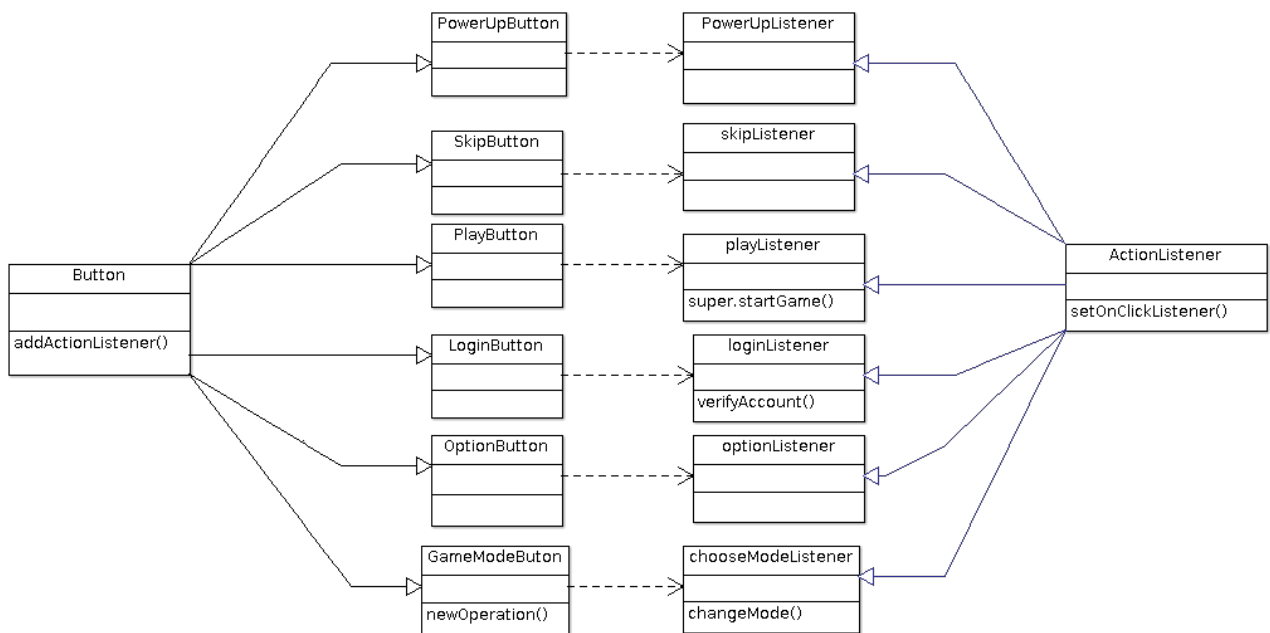 PowerUpButton
PowerUpListener
SkipButton
skipListener
PlayButton
playListener
super.startGame()
Button
addActionListener()
ActionListener
setOnClickListener()
LoginButton
loginListener
verifyAccount()
OptionButton
optionListener
GameModeButon
newOperation()
chooseModeListener
changeMode()